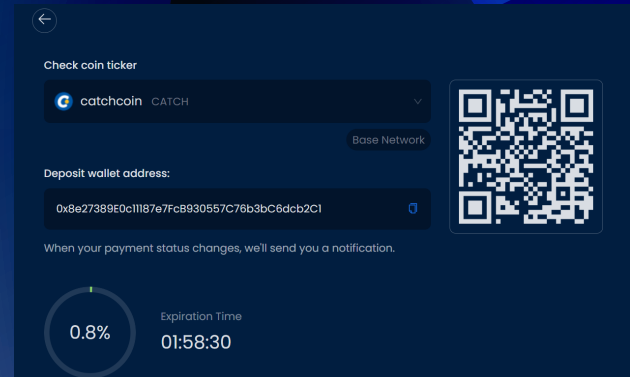 Check coin ticker
catchcoin CATCH
Base Network
Deposit wallet address:
0x8e27389E0c11187e7FcB930557C76b3bC6dcb2C1
When your payment status changes, we'll send you a notification.
0.8%
Expiration Time
01:58:30